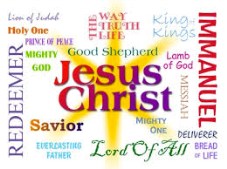 Lion of Judah
Holy One
PRINCE OF PEACE
MIGHTY
GOD
REDEEMER
THE WAY
TRUTH
LIFE
King of
Kings
Good Shepherd
Lamb
of God
IMMANUEL
Jesus
Christ
MESSIAH
Savior
MIGHTY
ONE
DELIVERER
EVERLASTING
FATHER
Lord Of All
BREAD
OF LIFE